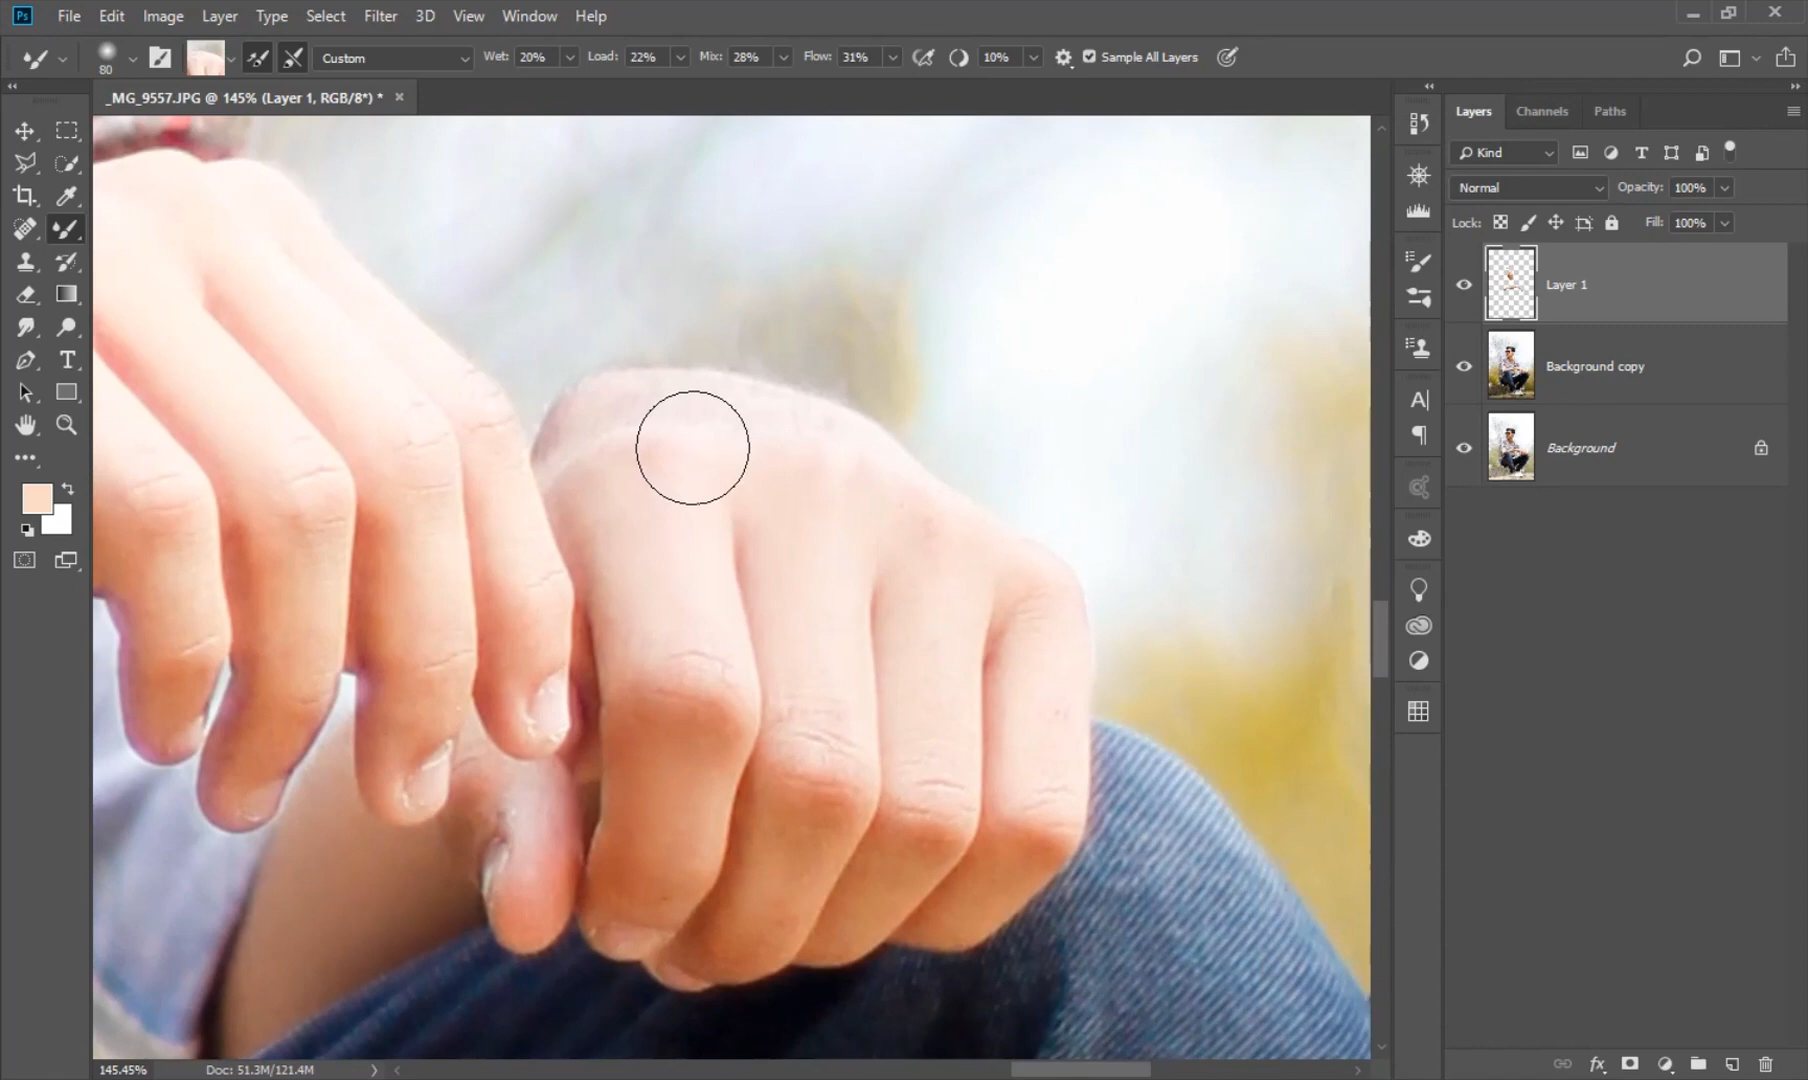 Ps File Edit Image Layer Type Select Filter 3D View Window Help
80 Custom Wet: 20% Load: 22% Mix: 28% Flow: 31% 10% Sample All Layers
_MG_9557.JPG @ 145% (Layer 1, RGB/8*) * ×
Layers Channels Paths
Kind
Normal Opacity: 100%
Lock: Fill: 100%
Layer 1
Background copy
Background
145.45% Doc: 51.3M/121.4M